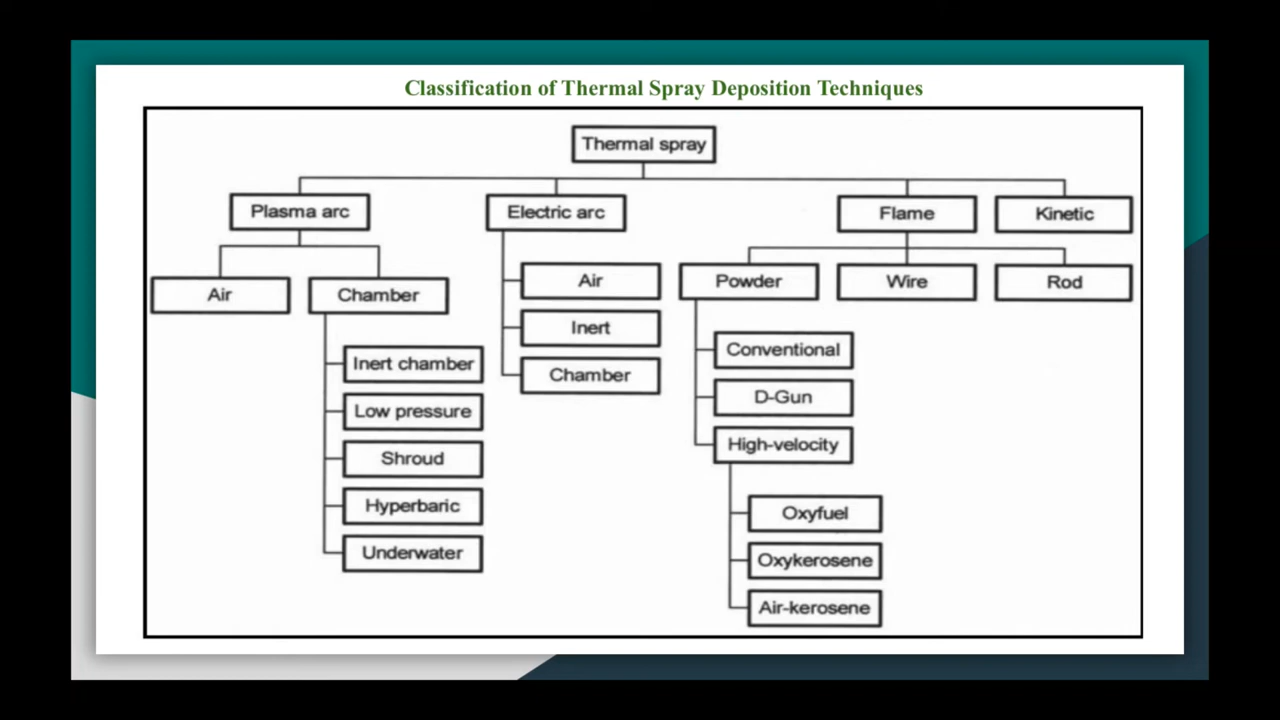 Classification of Thermal Spray Deposition Techniques
Thermal spray
Plasma arc
Electric arc
Flame
Kinetic
Air
Chamber
Inert chamber
Low pressure
Shroud
Hyperbaric
Underwater
Air
Inert
Chamber
Powder
Wire
Rod
Conventional
D-Gun
High-velocity
Oxyfuel
Oxykerosene
Air-kerosene